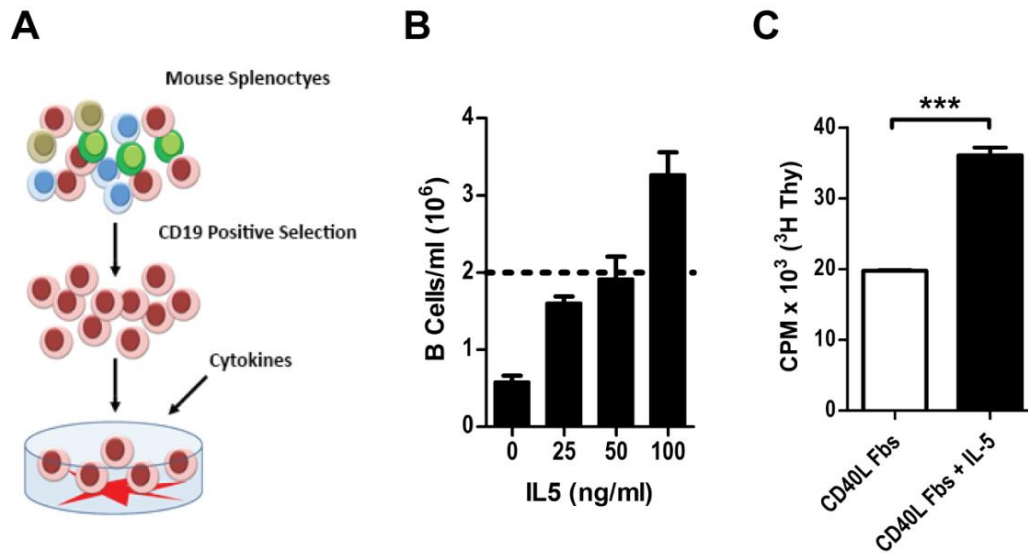 A
Mouse Splenoctyes
CD19 Positive Selection
Cytokines
B
B Cells/ml (10⁶)
4
3
2
1
0
0 25 50 100
IL5 (ng/ml)
C
***
CPM x 10³ (³H Thy)
40
30
20
10
0
CD40L Fbs
CD40L Fbs + IL-5